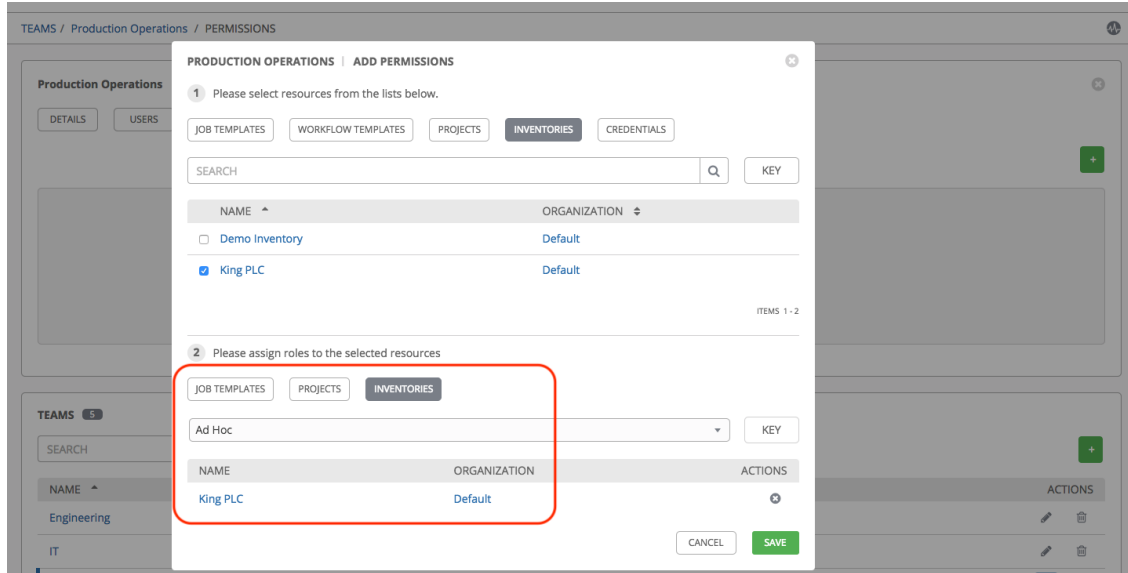 TEAMS / Production Operations / PERMISSIONS
Production Operations
DETAILS USERS
PRODUCTION OPERATIONS | ADD PERMISSIONS
1 Please select resources from the lists below.
JOB TEMPLATES WORKFLOW TEMPLATES PROJECTS INVENTORIES CREDENTIALS
SEARCH KEY
NAME ORGANIZATION
Demo Inventory Default
King PLC Default
ITEMS 1 - 2
2 Please assign roles to the selected resources
JOB TEMPLATES PROJECTS INVENTORIES
Ad Hoc KEY
NAME ORGANIZATION ACTIONS
King PLC Default
CANCEL SAVE
+
TEAMS 5
SEARCH +
NAME ACTIONS
Engineering
IT